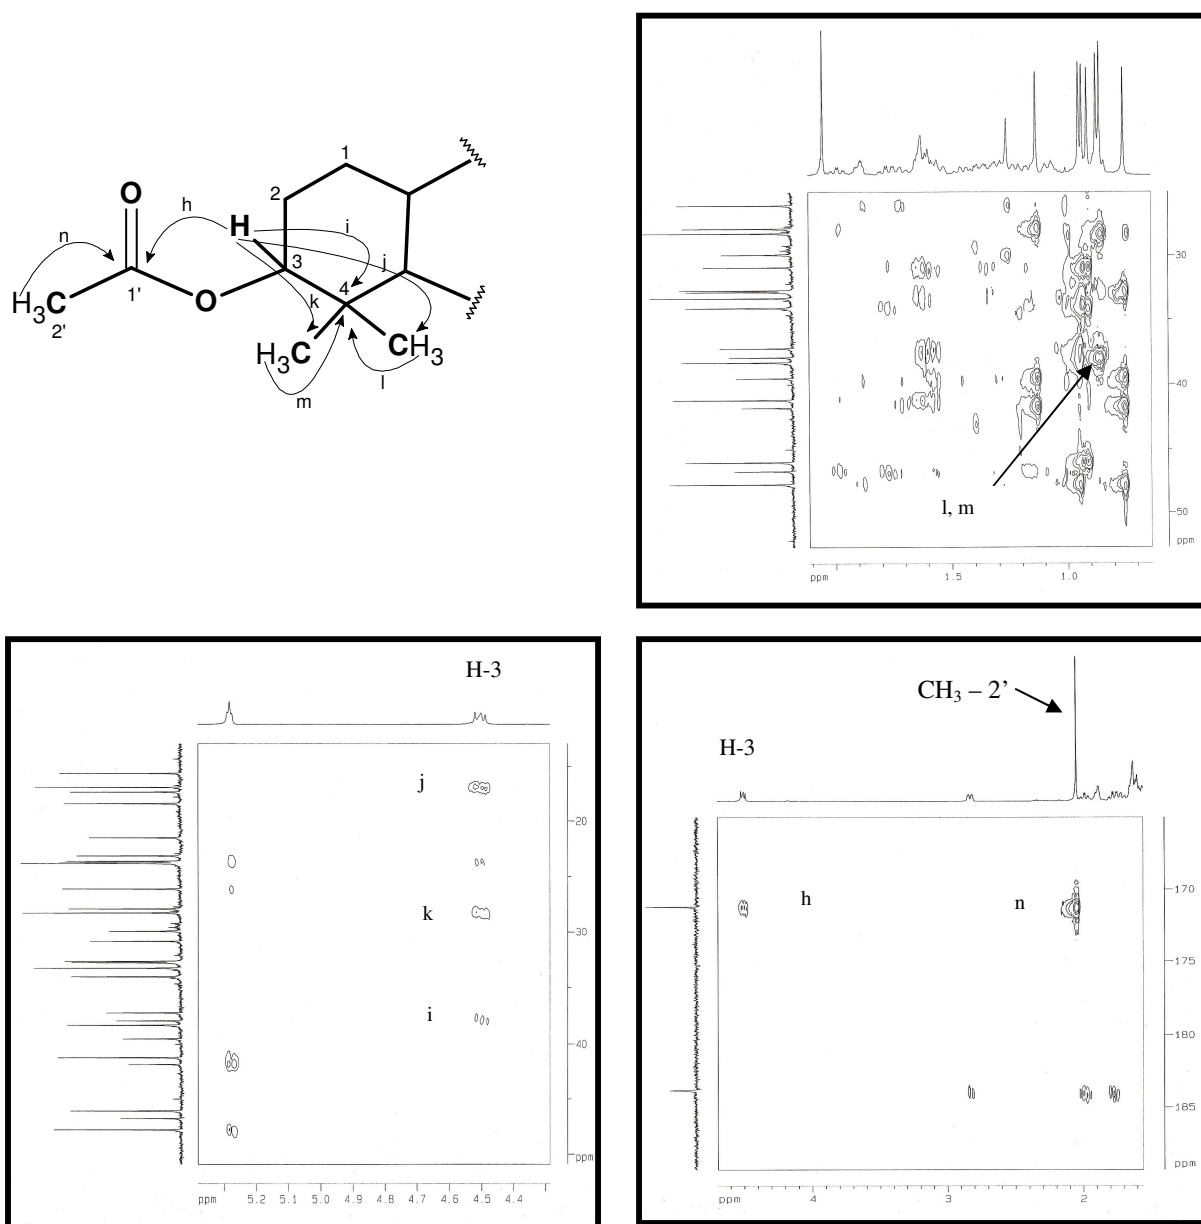 O
h
n
1'
H₃C
2'
O
H
1
2
3
4
i
j
k
H₃C
CH₃
m
l
30
40
50
ppm
l, m
ppm
1.5
1.0
H-3
j
k
i
20
30
40
ppm
ppm
5.2
5.1
5.0
4.9
4.8
4.7
4.6
4.5
4.4
CH₃ – 2’
H-3
h
n
170
175
180
185
ppm
ppm
4
3
2